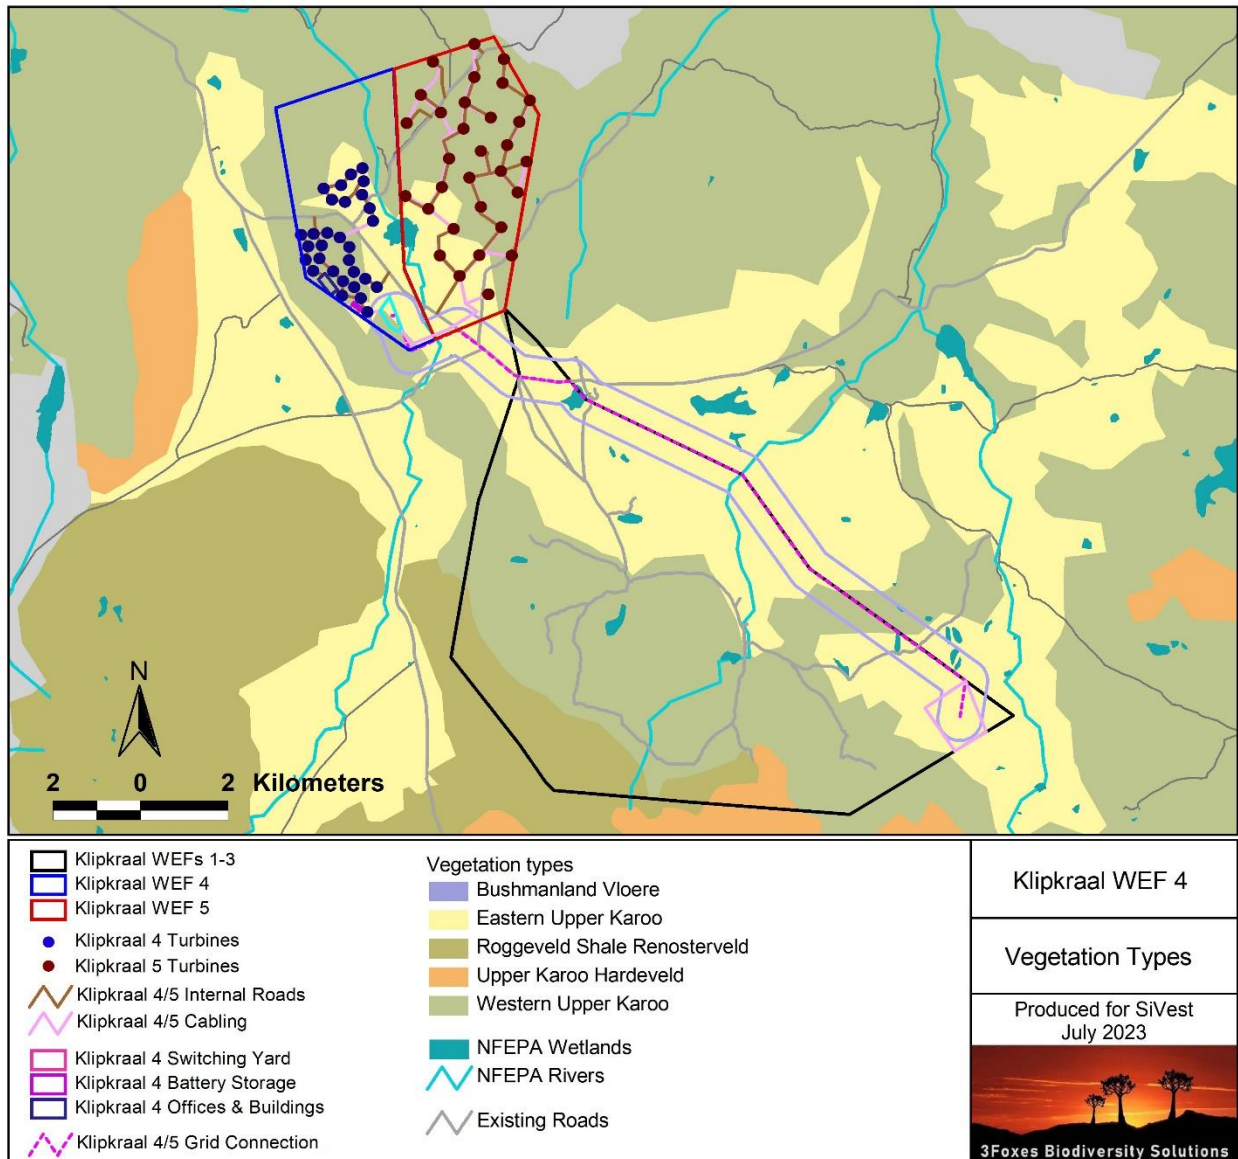 N
2 0 2 Kilometers
Klipkraal WEFs 1-3
Klipkraal WEF 4
Klipkraal WEF 5
Klipkraal 4 Turbines
Klipkraal 5 Turbines
Klipkraal 4/5 Internal Roads
Klipkraal 4/5 Cabling
Klipkraal 4 Switching Yard
Klipkraal 4 Battery Storage
Klipkraal 4 Offices & Buildings
Klipkraal 4/5 Grid Connection
Vegetation types
Bushmanland Vloere
Eastern Upper Karoo
Roggeveld Shale Renosterveld
Upper Karoo Hardeveld
Western Upper Karoo
NFEPA Wetlands
NFEPA Rivers
Existing Roads
Klipkraal WEF 4
Vegetation Types
Produced for SiVest
July 2023
3Foxes Biodiversity Solutions